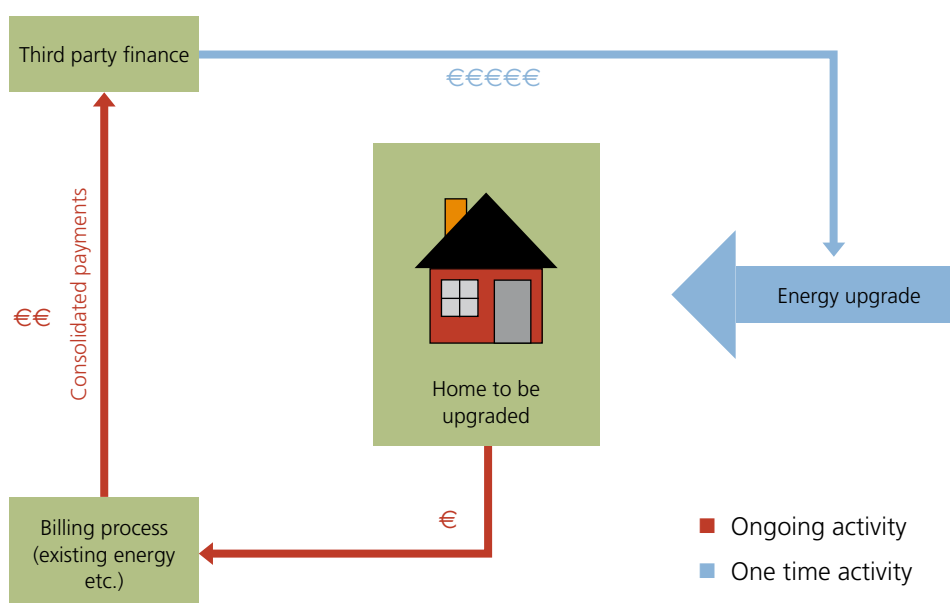 Third party finance
€€€€€
Consolidated payments
€€
Energy upgrade
Home to be
upgraded
€
Billing process
(existing energy
etc.)
Ongoing activity
One time activity